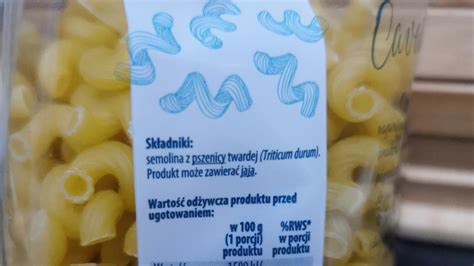 Cave
Składniki:
semolina z pszenicy twardej (Triticum durum).
Produkt może zawierać jaja.
Wartość odżywcza produktu przed
ugotowaniem:
w 100 g %RWS*
(1 porcji) w porcji
produktu produktu